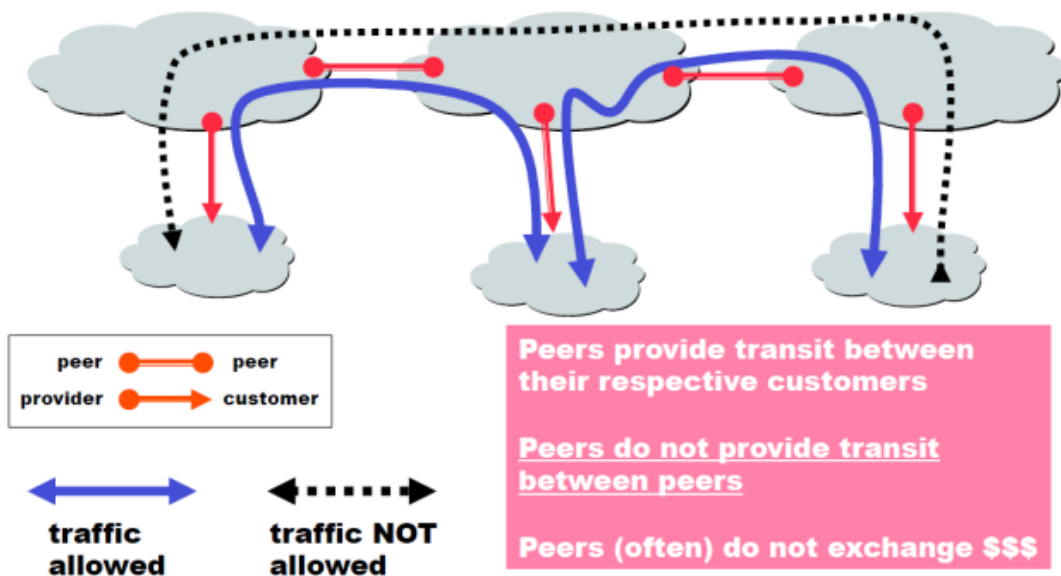 peer peer
provider customer
traffic
allowed
traffic NOT
allowed
Peers provide transit between
their respective customers
Peers do not provide transit
between peers
Peers (often) do not exchange $$$